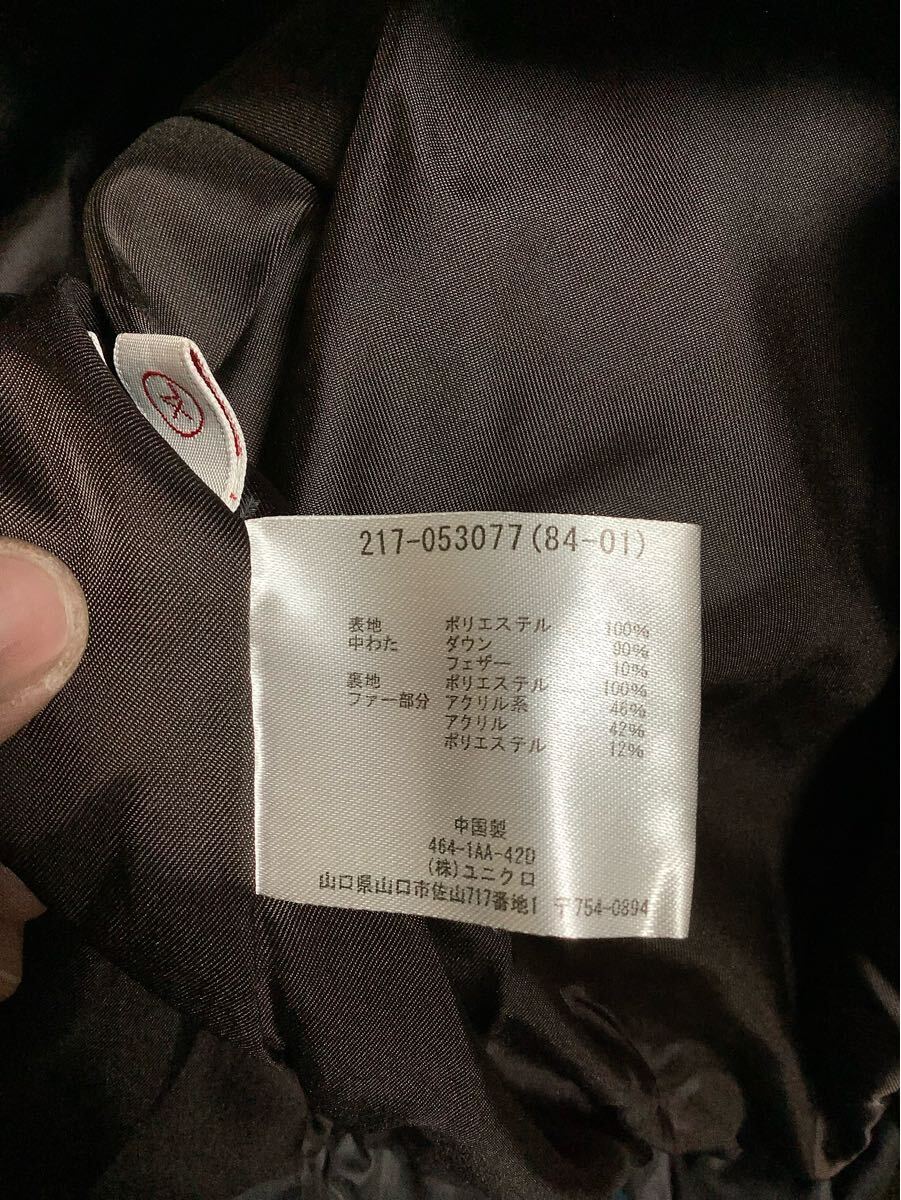 XL
217-053077(84-01)
表地 ポリエステル 100%
中わた ダウン 90%
フェザー 10%
裏地 ポリエステル 100%
ファー部分 アクリル系 46%
アクリル 42%
ポリエステル 12%
中国製
464-1AA-42D
(株)ユニクロ
山口県山口市佐山717番地1 〒754-0894